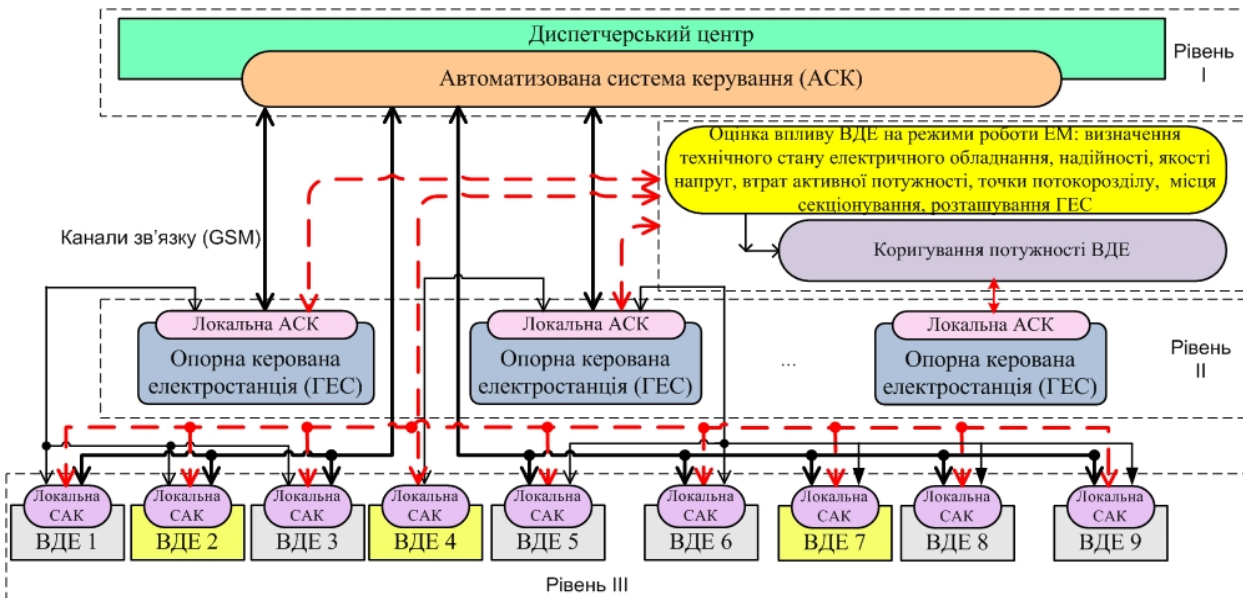 Диспетчерський центр
Автоматизована система керування (АСК)
Рівень
I
Оцінка впливу ВДЕ на режими роботи ЕМ: визначення
технічного стану електричного обладнання, надійності, якості
напруг, втрат активної потужності, точки потокорозділу, місця
секціонування, розташування ГЕС
Канали зв’язку (GSM)
Коригування потужності ВДЕ
Локальна АСК
Опорна керована
електростанція (ГЕС)
Локальна АСК
Опорна керована
електростанція (ГЕС)
...
Локальна АСК
Опорна керована
електростанція (ГЕС)
Рівень
II
Локальна
САК
ВДЕ 1
Локальна
САК
ВДЕ 2
Локальна
САК
ВДЕ 3
Локальна
САК
ВДЕ 4
Локальна
САК
ВДЕ 5
Локальна
САК
ВДЕ 6
Локальна
САК
ВДЕ 7
Локальна
САК
ВДЕ 8
Локальна
САК
ВДЕ 9
Рівень III